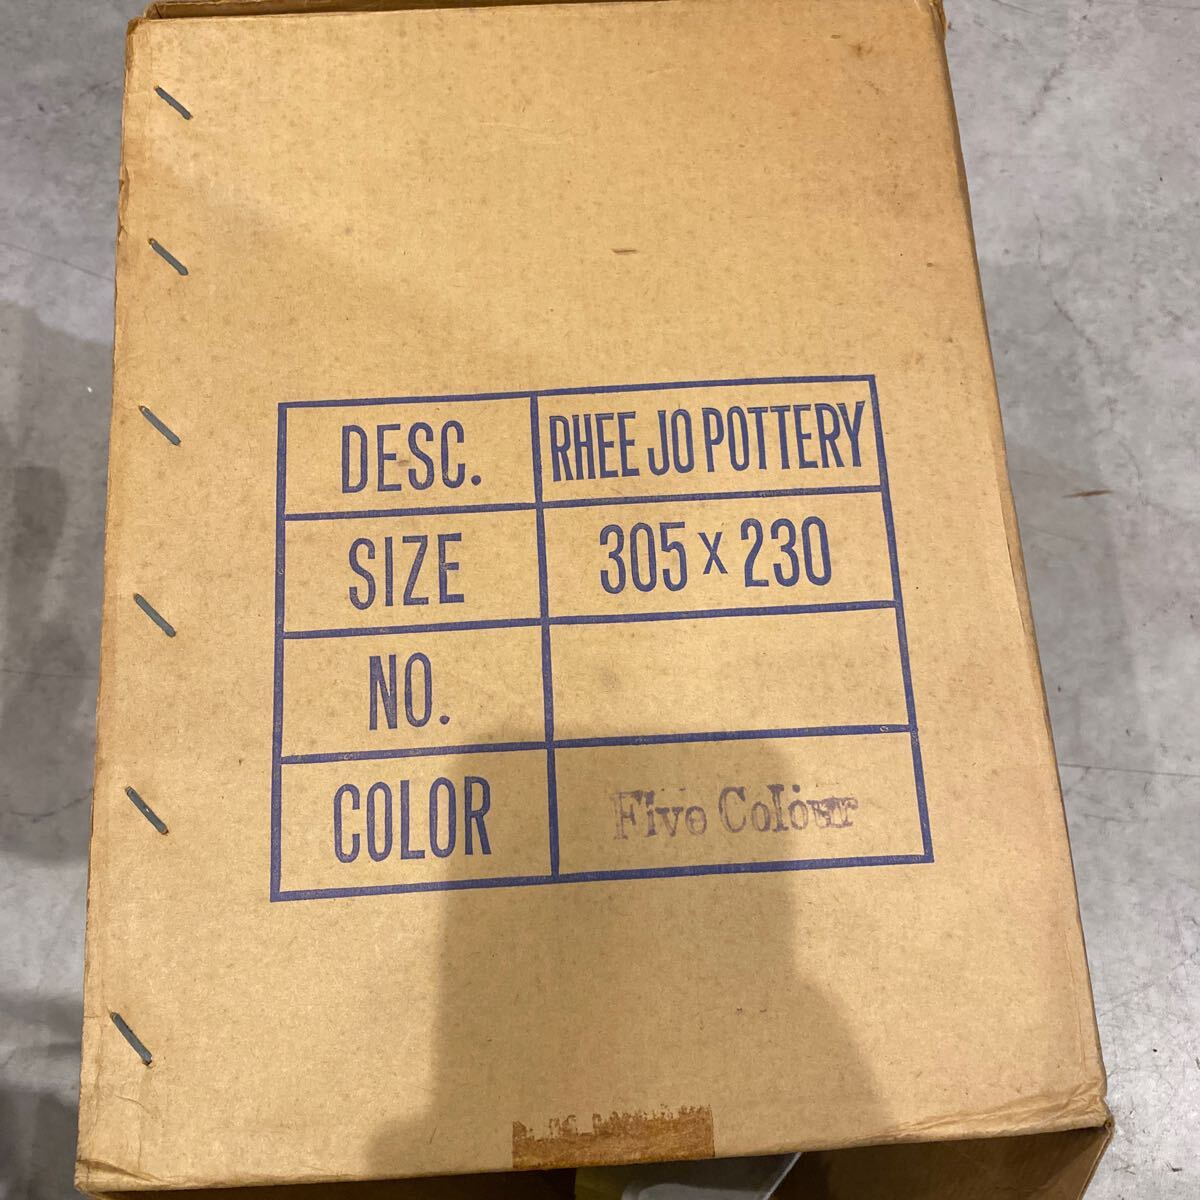 DESC. RHEE JO POTTERY
SIZE 305 x 230
NO.
COLOR Five Colour